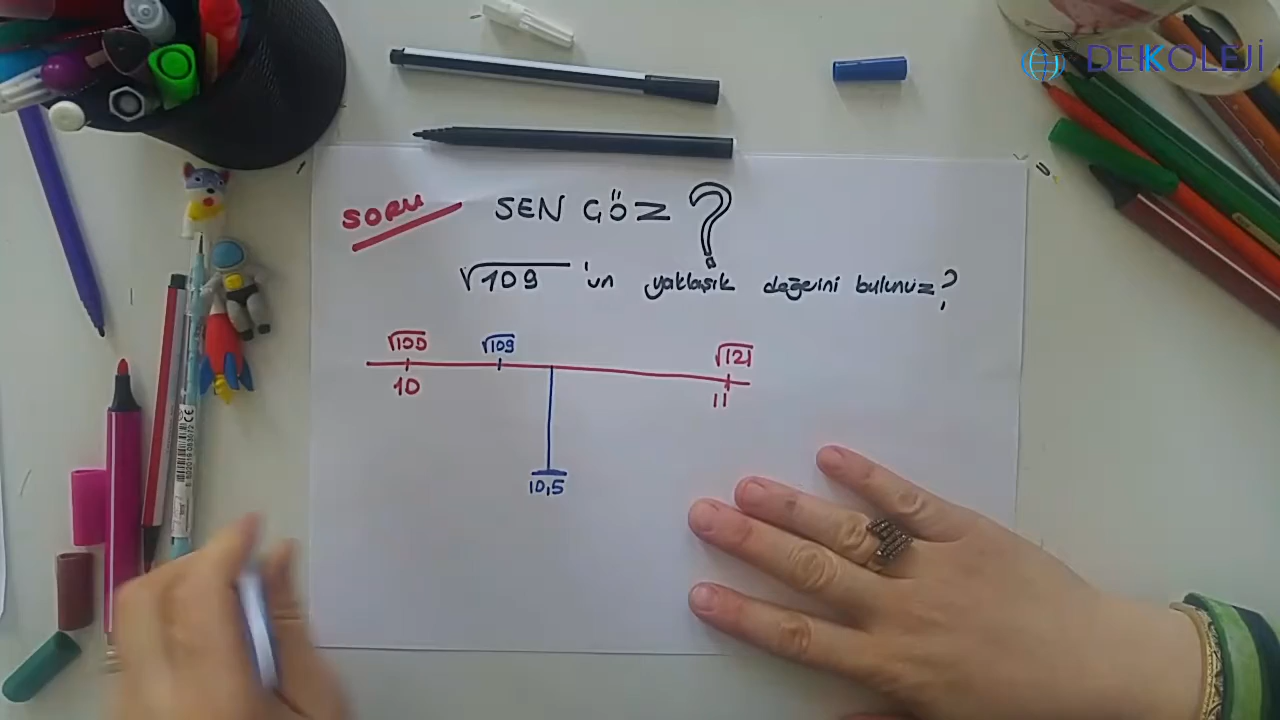 DEKOLEJİ
SORU
SEN ÇÖZ ?
√109 'un yaklaşık değerini bulunuz?
√100 √109 √121
10 11
10,5